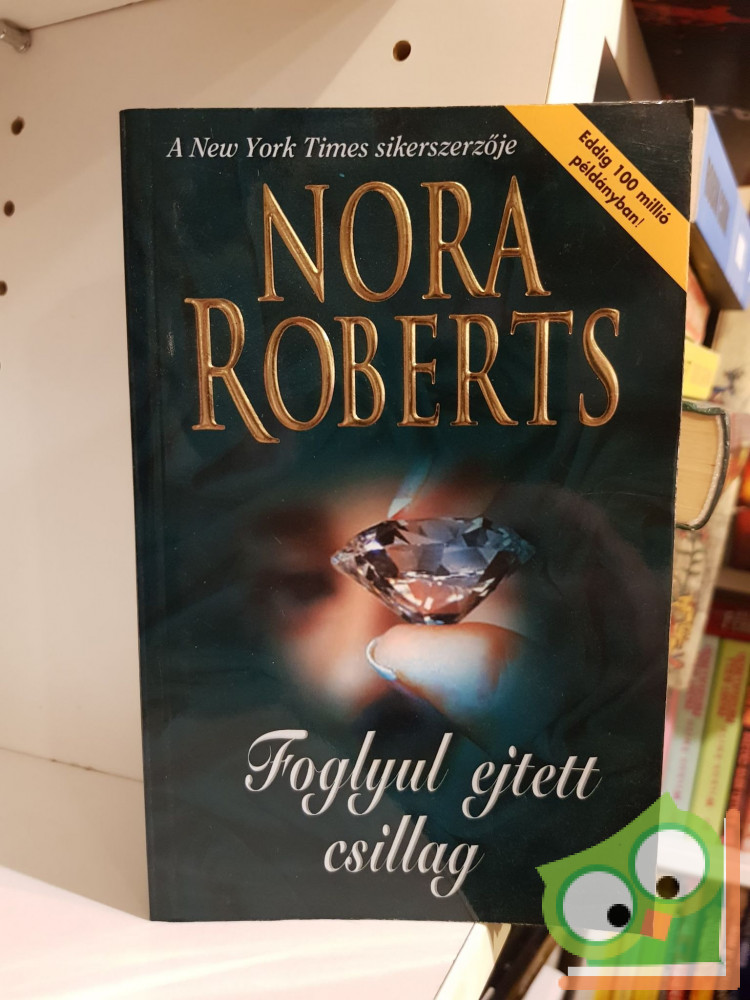 A New York Times sikerszerzője
Eddig 100 millió
példányban!
NORA
ROBERTS
Foglyul ejtett
csillag